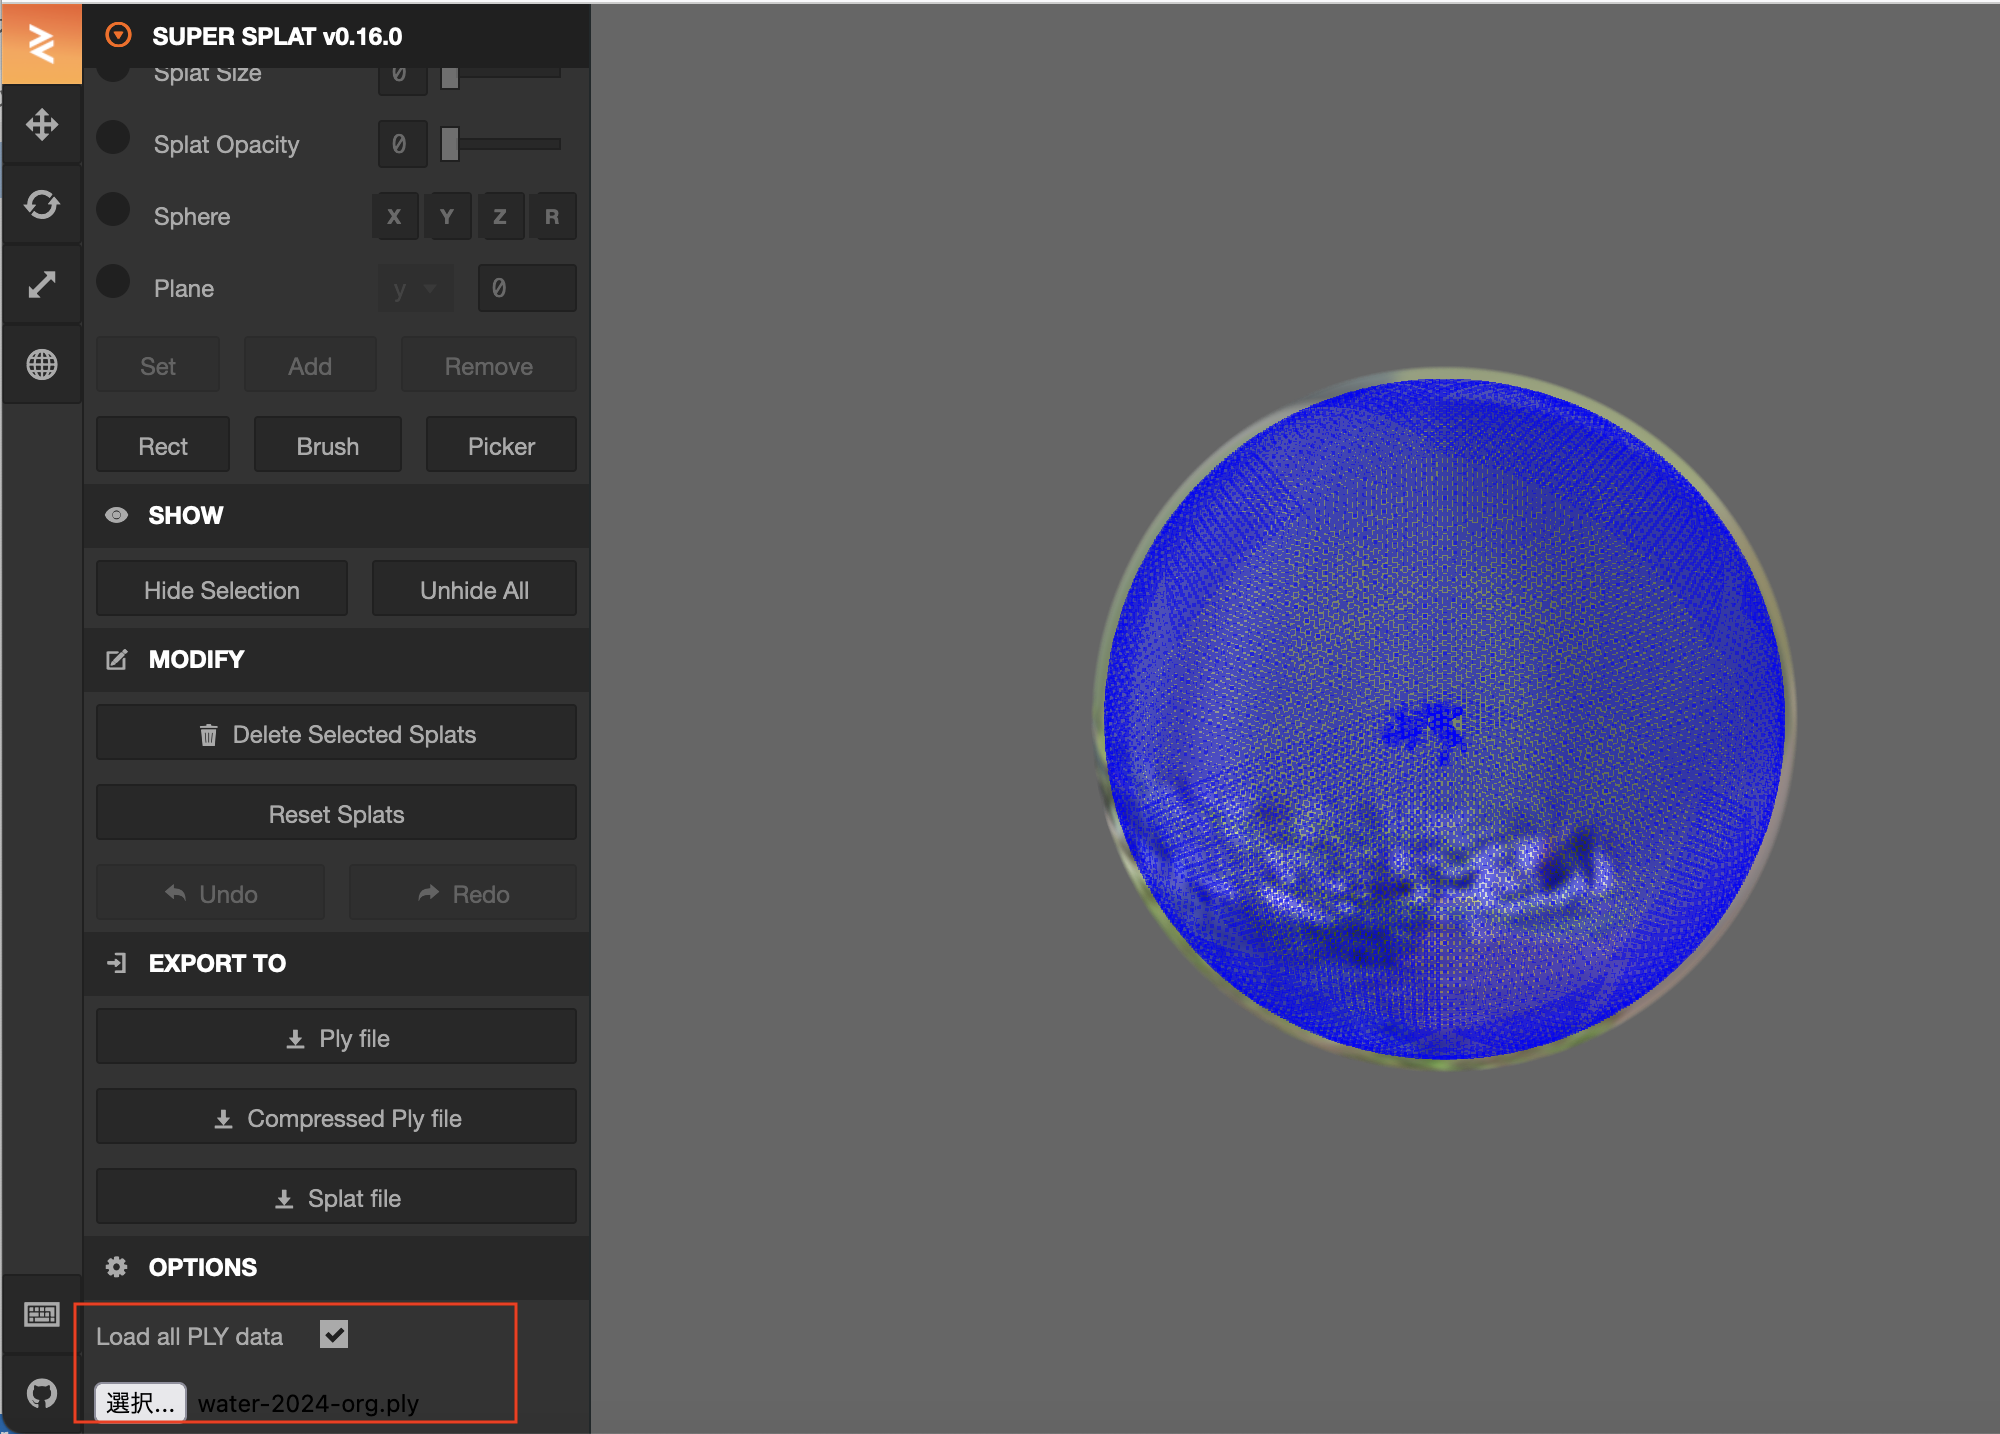 SUPER SPLAT v0.16.0
Splat Size 0
Splat Opacity 0
Sphere X Y Z R
Plane y 0
Set Add Remove
Rect Brush Picker
SHOW
Hide Selection Unhide All
MODIFY
Delete Selected Splats
Reset Splats
Undo Redo
EXPORT TO
Ply file
Compressed Ply file
Splat file
OPTIONS
Load all PLY data
選択... water-2024-org.ply